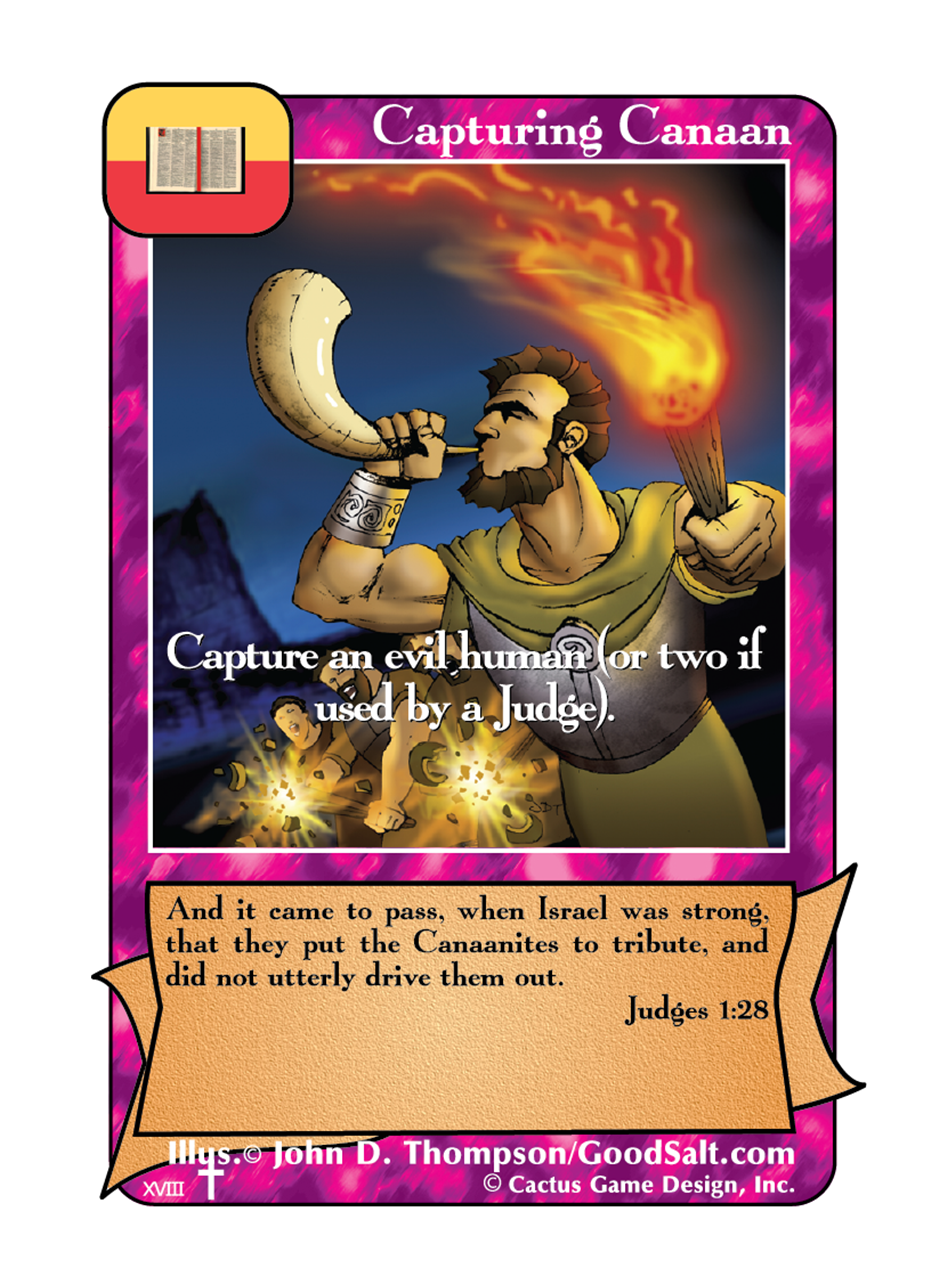 Capturing Canaan
Capture an evil human (or two if
used by a Judge).
JDT
And it came to pass, when Israel was strong,
that they put the Canaanites to tribute, and
did not utterly drive them out.
Judges 1:28
Illus.© John D. Thompson/GoodSalt.com
XVIII
© Cactus Game Design, Inc.